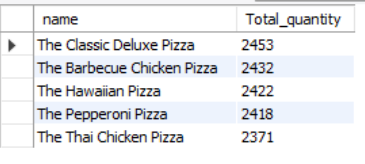 name Total_quantity
The Classic Deluxe Pizza 2453
The Barbecue Chicken Pizza 2432
The Hawaiian Pizza 2422
The Pepperoni Pizza 2418
The Thai Chicken Pizza 2371